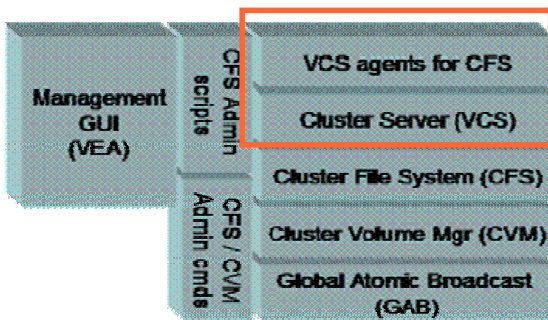 Management
GUI
(VEA)
CFS Admin
scripts
CFS / CVM
Admin cmds
VCS agents for CFS
Cluster Server (VCS)
Cluster File System (CFS)
Cluster Volume Mgr (CVM)
Global Atomic Broadcast
(GAB)